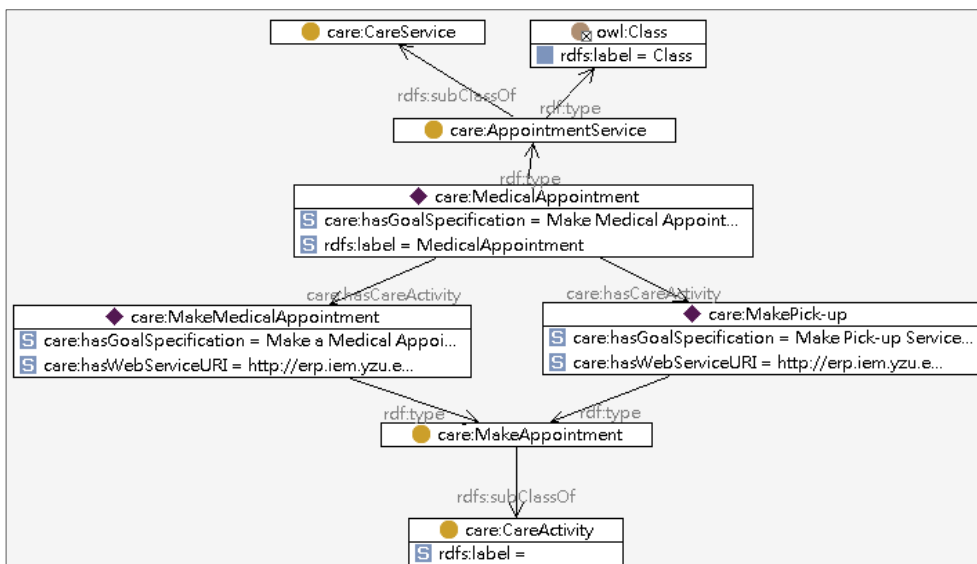 care:CareService
owl:Class
rdfs:label = Class
rdfs:subClassOf
rdf:type
care:AppointmentService
rdf:type
care:MedicalAppointment
S care:hasGoalSpecification = Make Medical Appoint...
S rdfs:label = MedicalAppointment
care:hasCareActivity
care:hasCareActivity
care:MakeMedicalAppointment
S care:hasGoalSpecification = Make a Medical Appoi...
S care:hasWebServiceURI = http://erp.iem.yzu.e...
care:MakePick-up
S care:hasGoalSpecification = Make Pick-up Service...
S care:hasWebServiceURI = http://erp.iem.yzu.e...
rdf:type
rdf:type
care:MakeAppointment
rdfs:subClassOf
care:CareActivity
S rdfs:label =